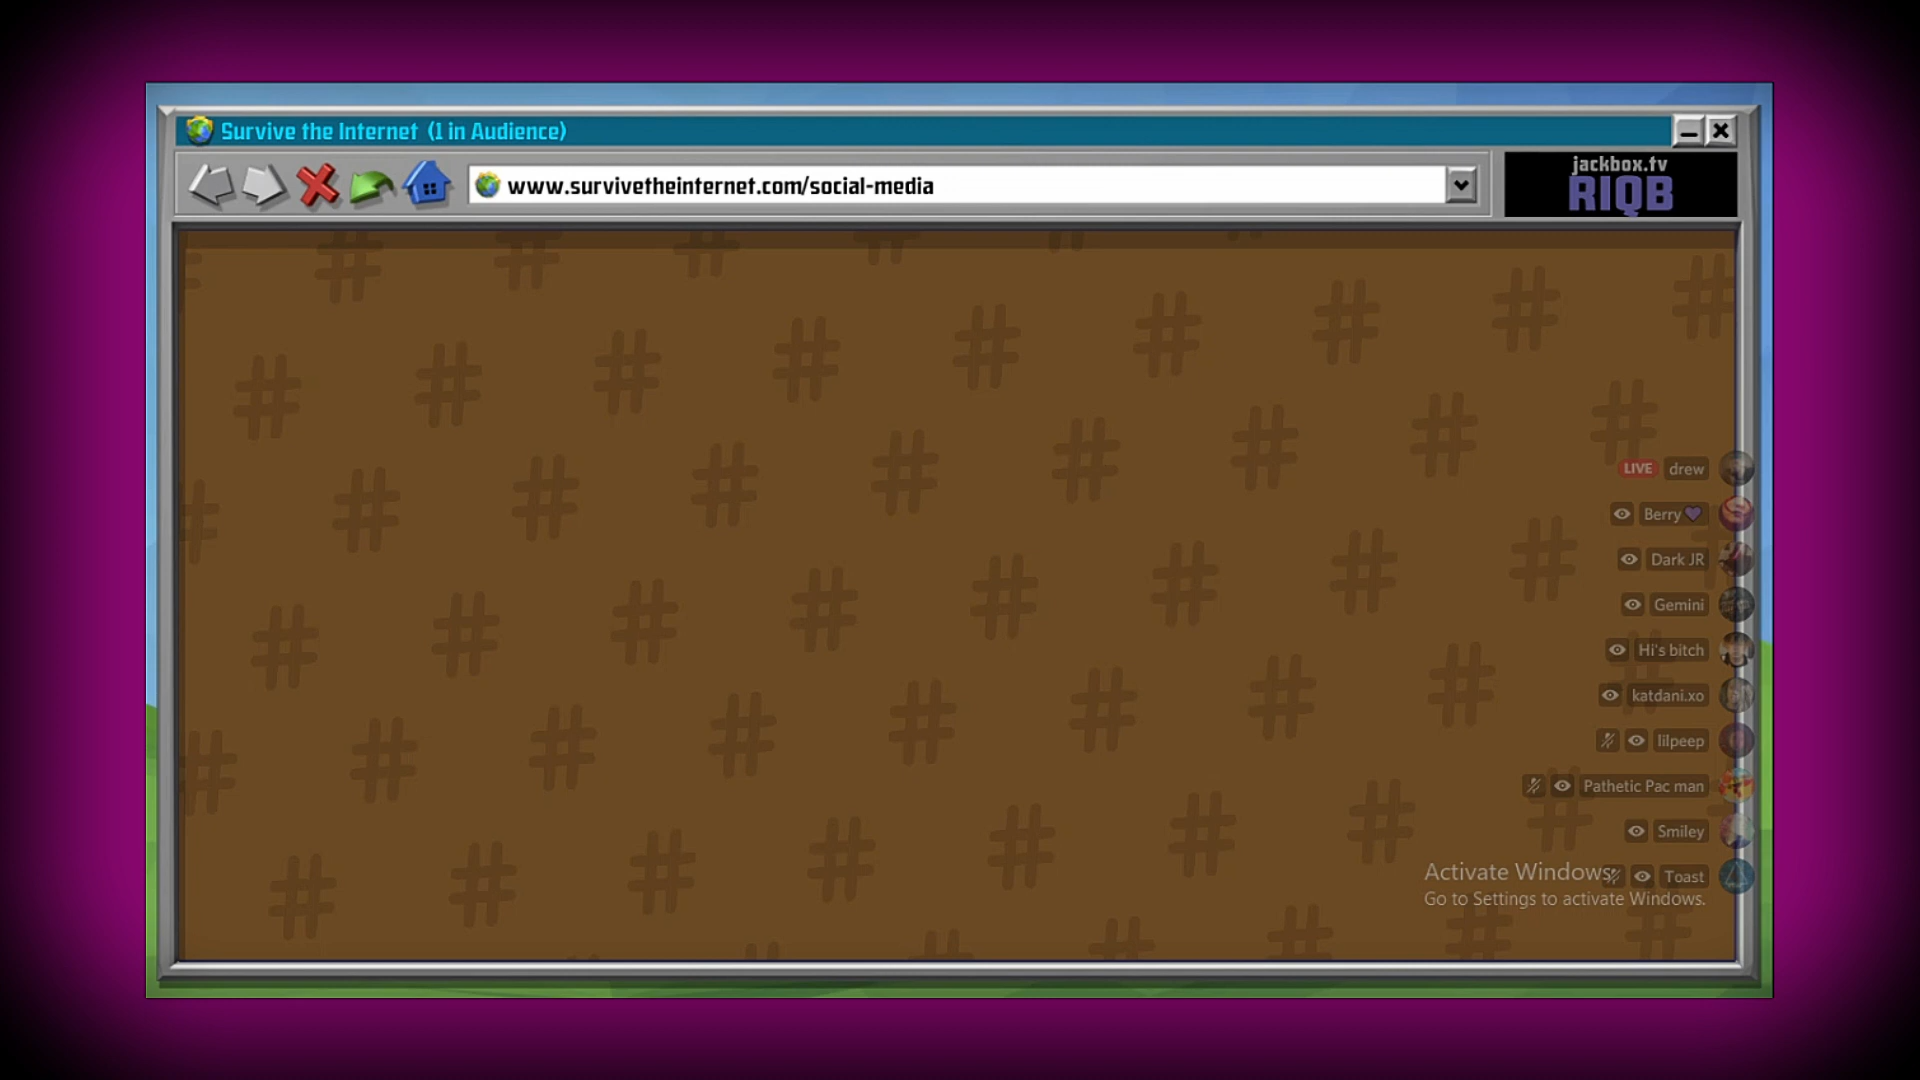 Survive the Internet (1 in Audience)
www.survivetheinternet.com/social-media
jackbox.tv
RIQB
LIVE drew
Berry💜
Dark JR
Gemini
Hi's bitch
katdani.xo
lilpeep
Pathetic Pac man
Smiley
Toast
Activate Windows
Go to Settings to activate Windows.